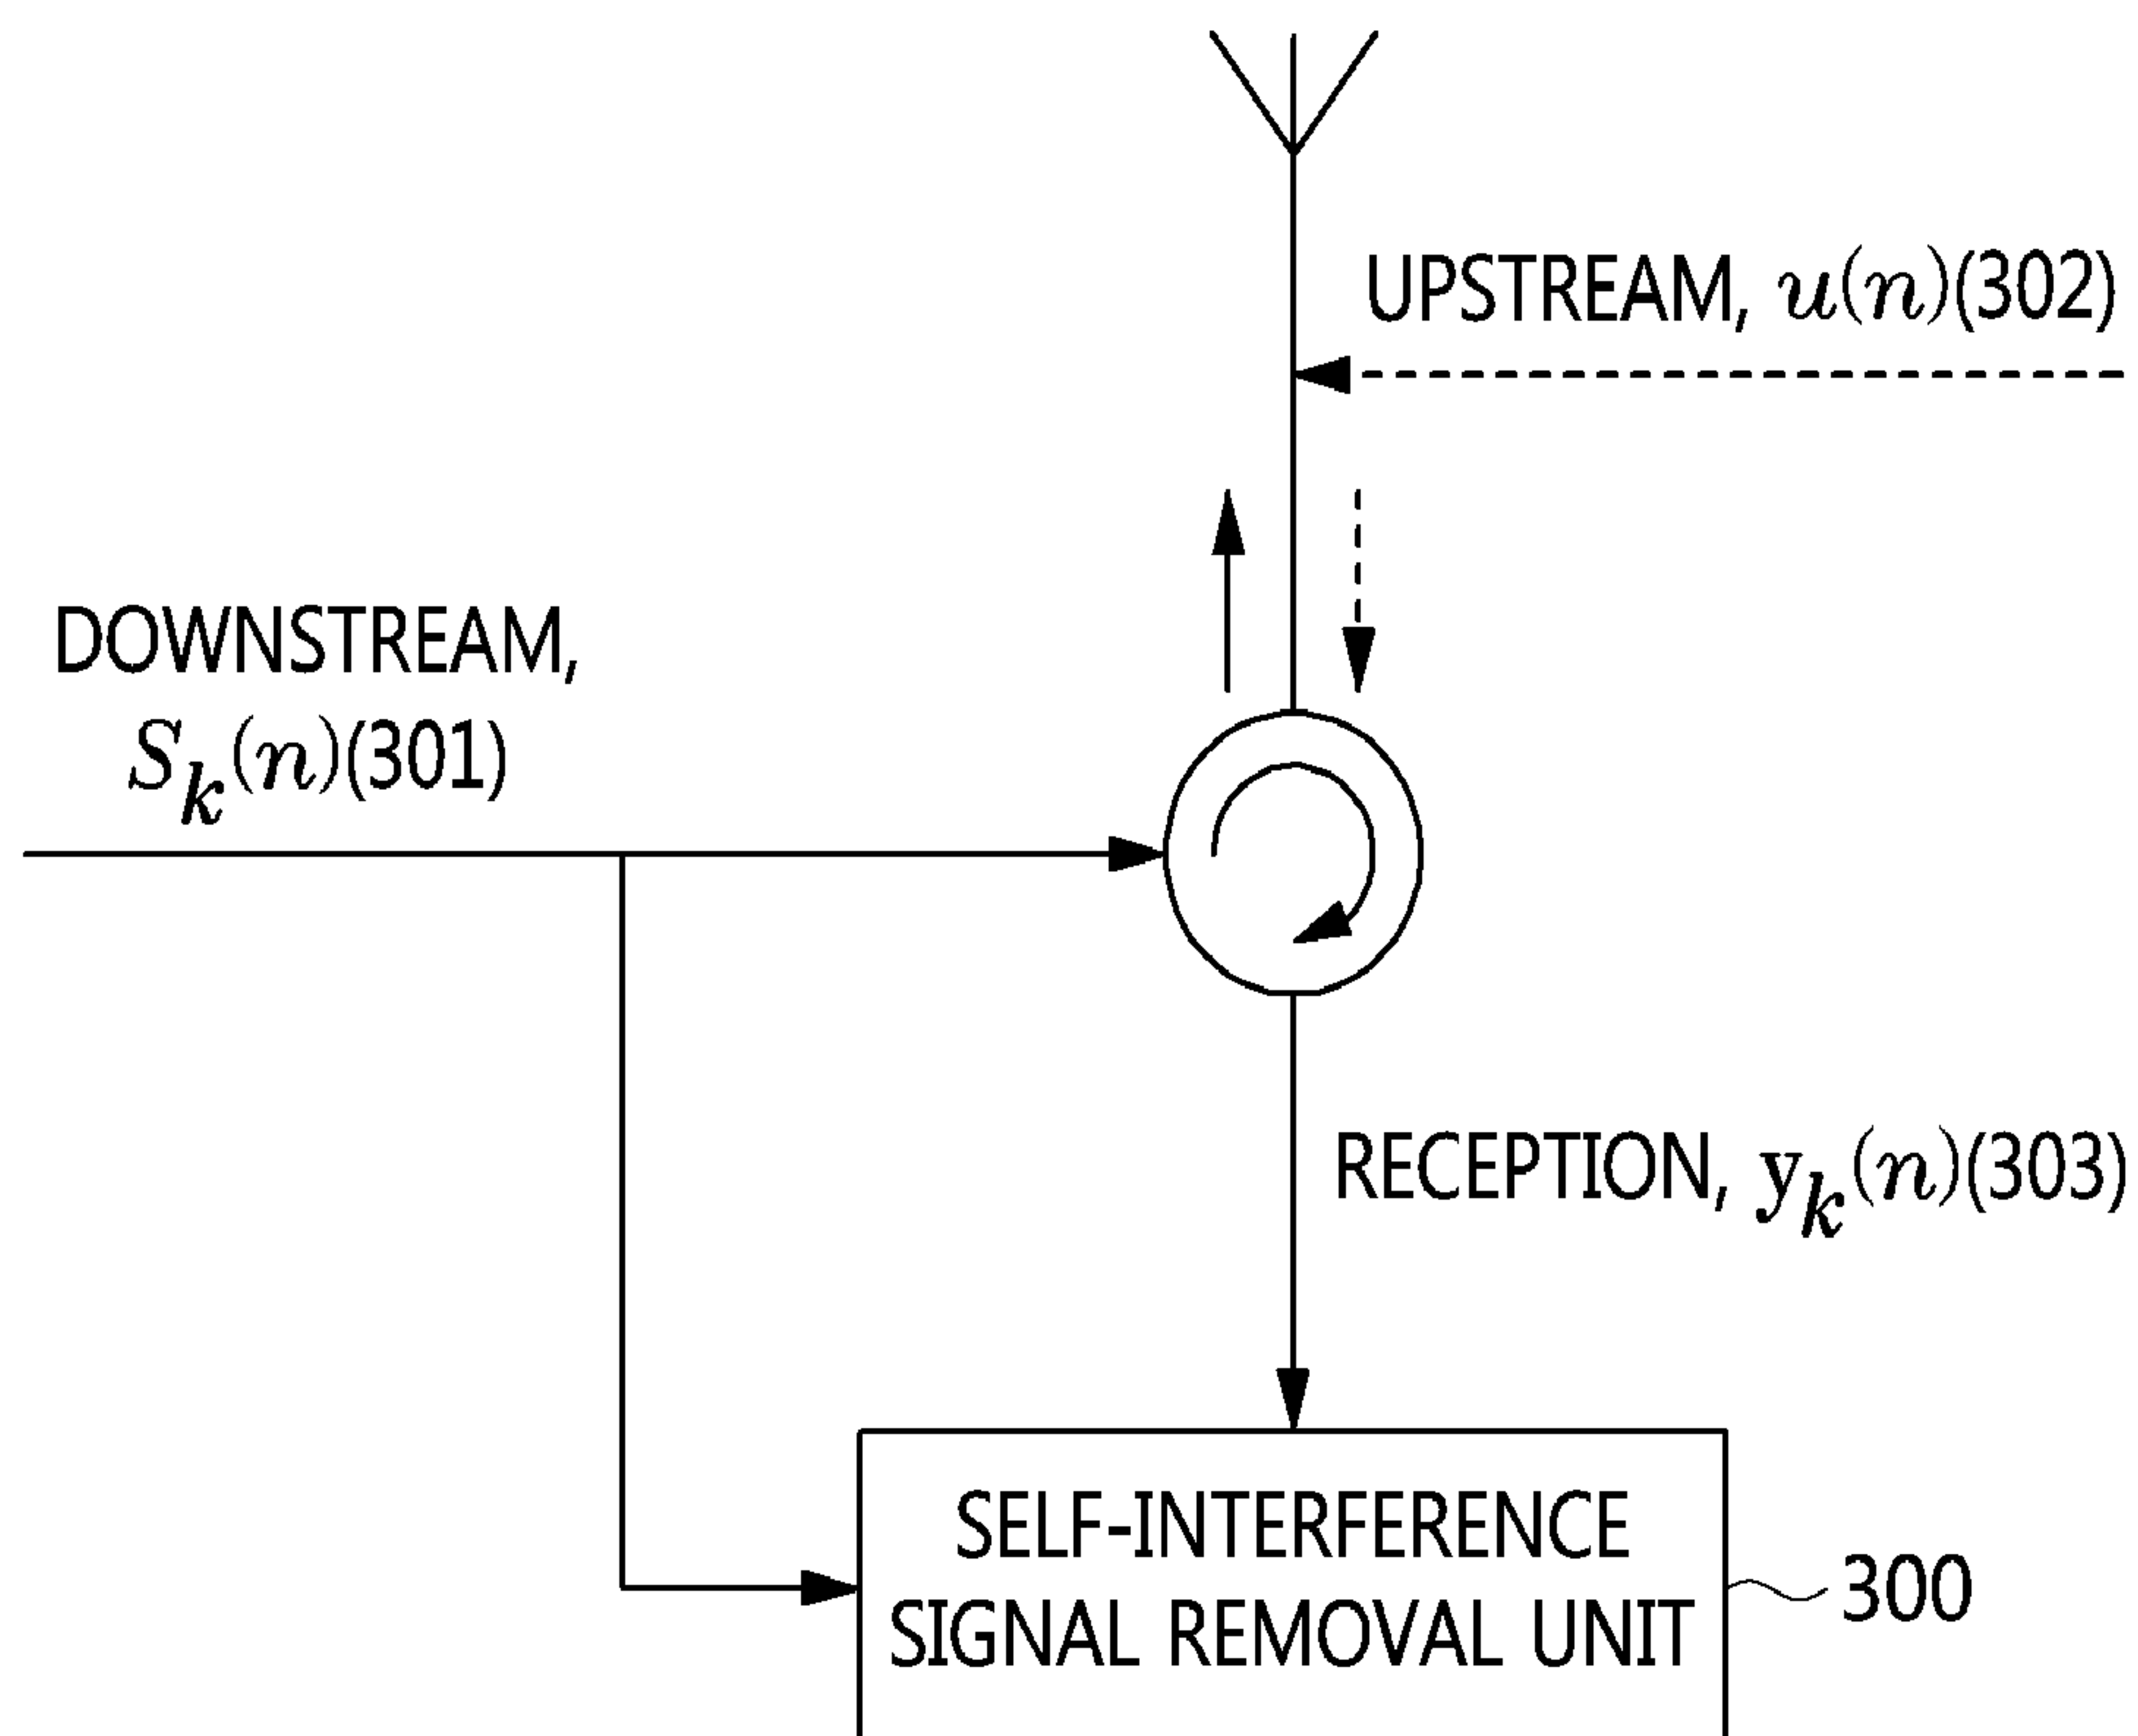 UPSTREAM, u(n)(302)
DOWNSTREAM,
S_k(n)(301)
RECEPTION, y_k(n)(303)
SELF-INTERFERENCE
SIGNAL REMOVAL UNIT
300